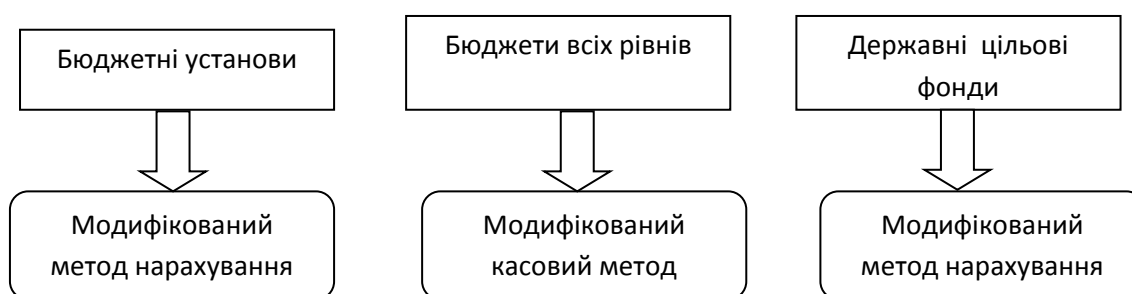 Бюджетні установи
Бюджети всіх рівнів
Державні цільові
фонди
Модифікований
метод нарахування
Модифікований
касовий метод
Модифікований
метод нарахування